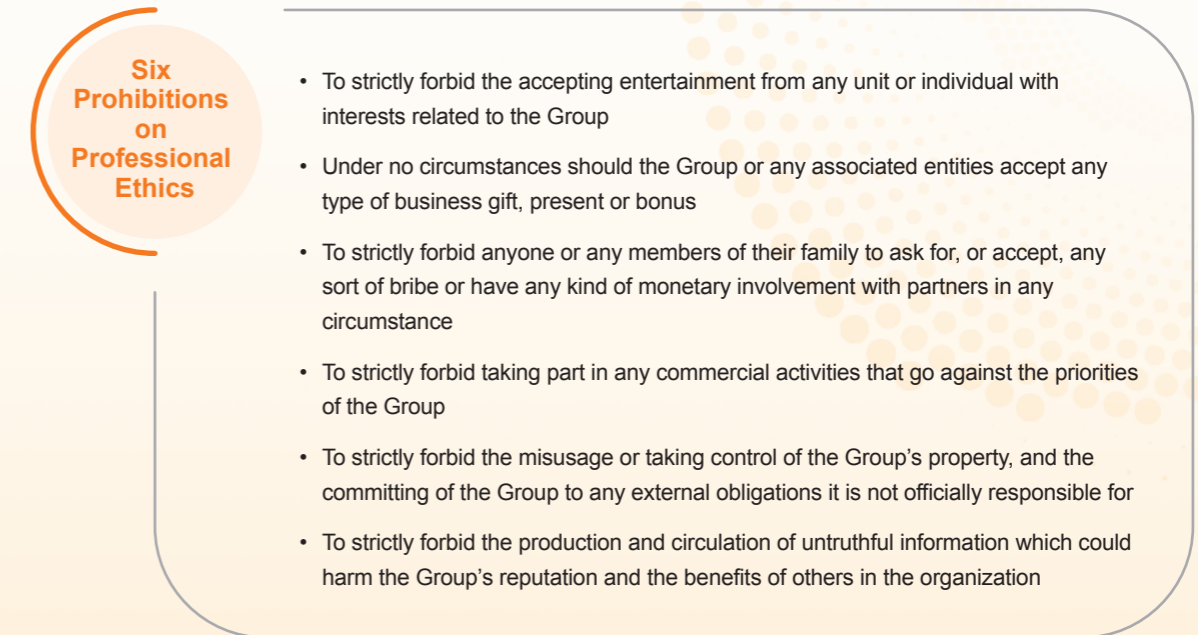 Six
Prohibitions
on
Professional
Ethics
• To strictly forbid the accepting entertainment from any unit or individual with
interests related to the Group
• Under no circumstances should the Group or any associated entities accept any
type of business gift, present or bonus
• To strictly forbid anyone or any members of their family to ask for, or accept, any
sort of bribe or have any kind of monetary involvement with partners in any
circumstance
• To strictly forbid taking part in any commercial activities that go against the priorities
of the Group
• To strictly forbid the misusage or taking control of the Group’s property, and the
committing of the Group to any external obligations it is not officially responsible for
• To strictly forbid the production and circulation of untruthful information which could
harm the Group’s reputation and the benefits of others in the organization